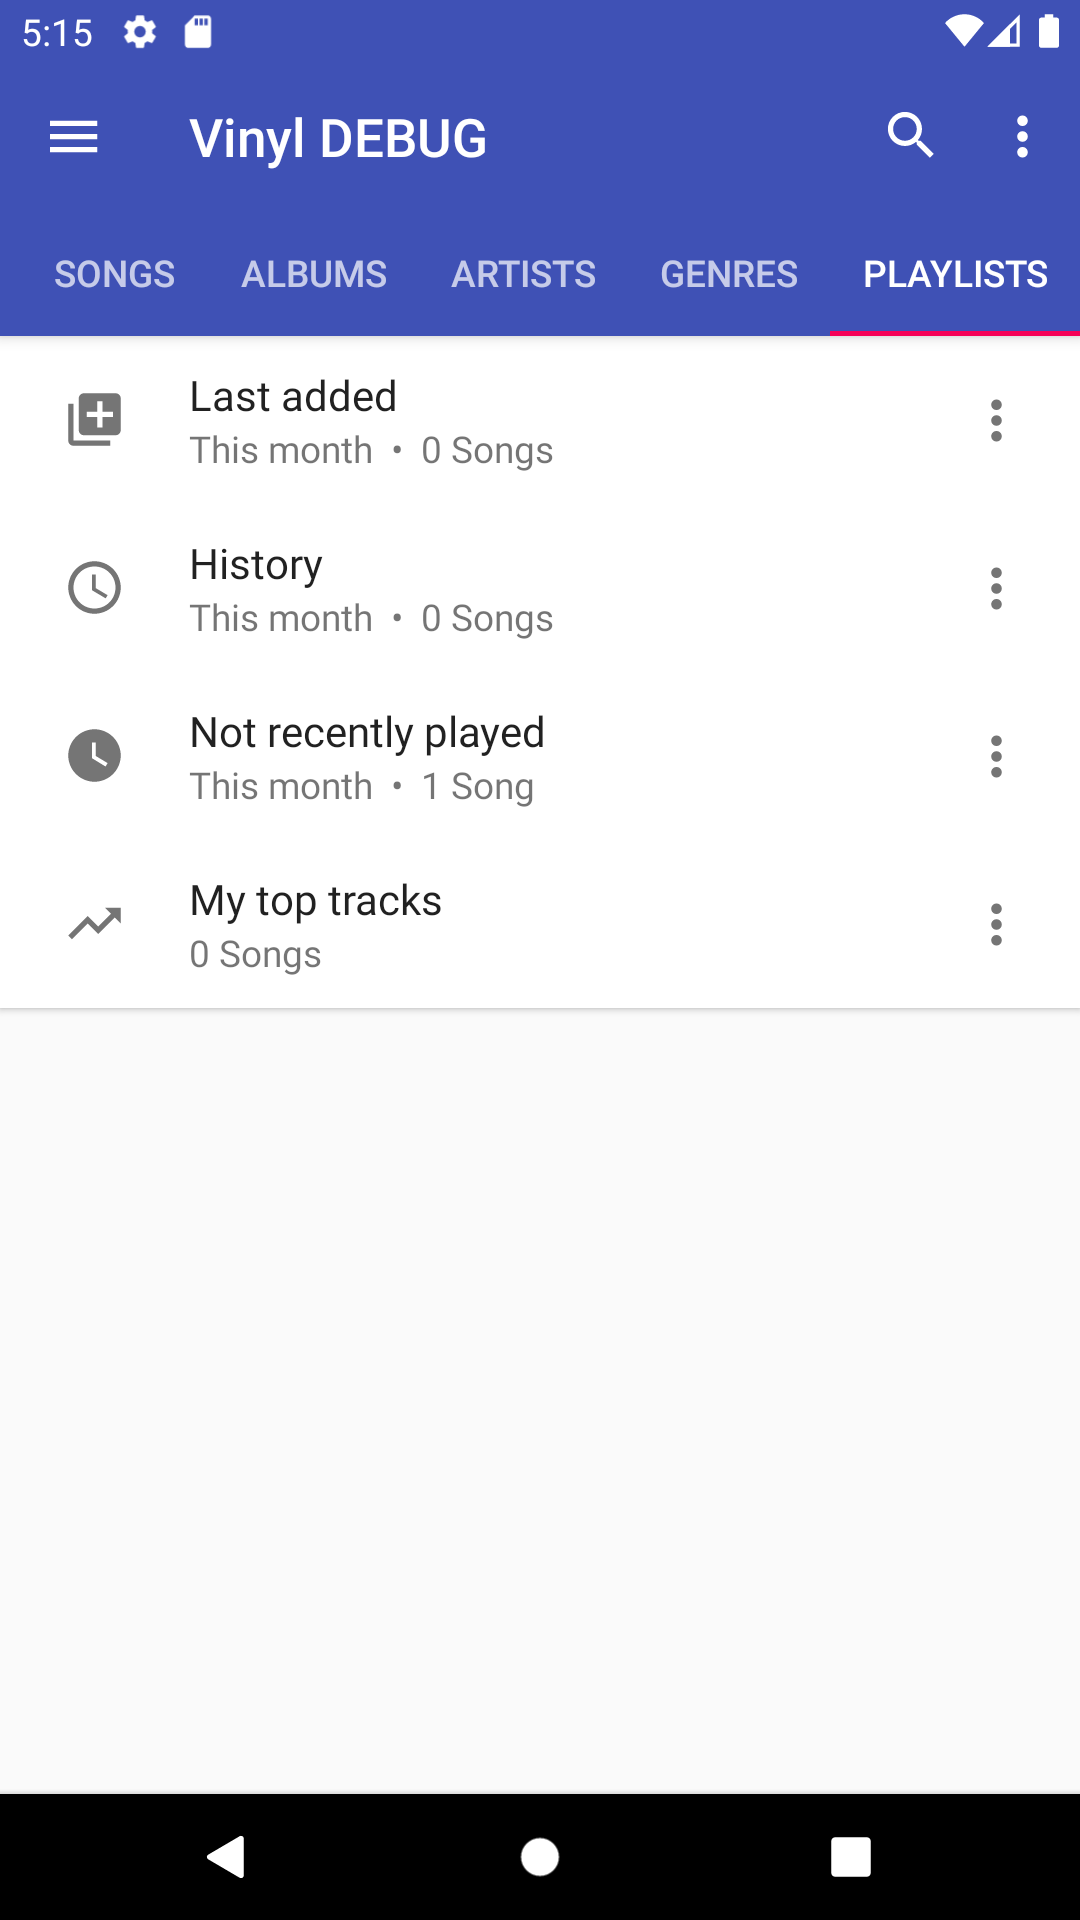 5:15
Vinyl DEBUG
SONGS ALBUMS ARTISTS GENRES PLAYLISTS
Last added
This month • 0 Songs
History
This month • 0 Songs
Not recently played
This month • 1 Song
My top tracks
0 Songs